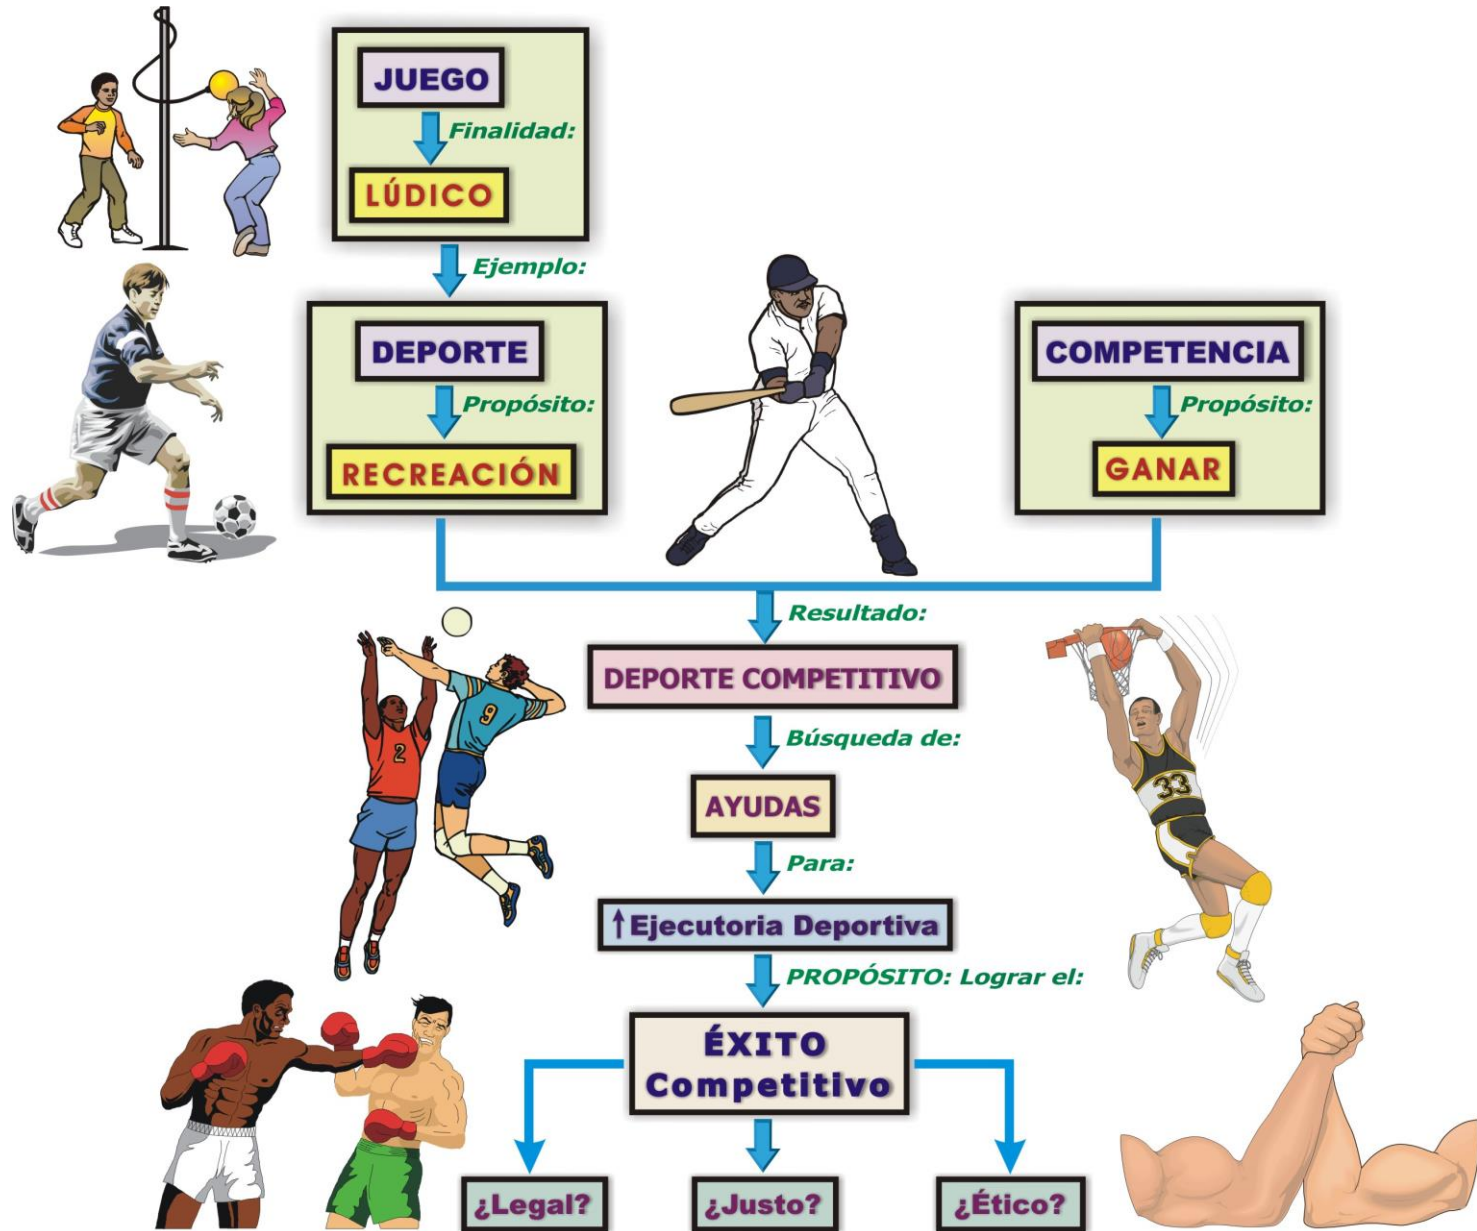 JUEGO
Finalidad:
LÚDICO
Ejemplo:
DEPORTE
Propósito:
RECREACIÓN
COMPETENCIA
Propósito:
GANAR
Resultado:
DEPORTE COMPETITIVO
Búsqueda de:
AYUDAS
Para:
↑Ejecutoria Deportiva
PROPÓSITO: Lograr el:
ÉXITO
Competitivo
¿Legal?
¿Justo?
¿Ético?
2
9
33